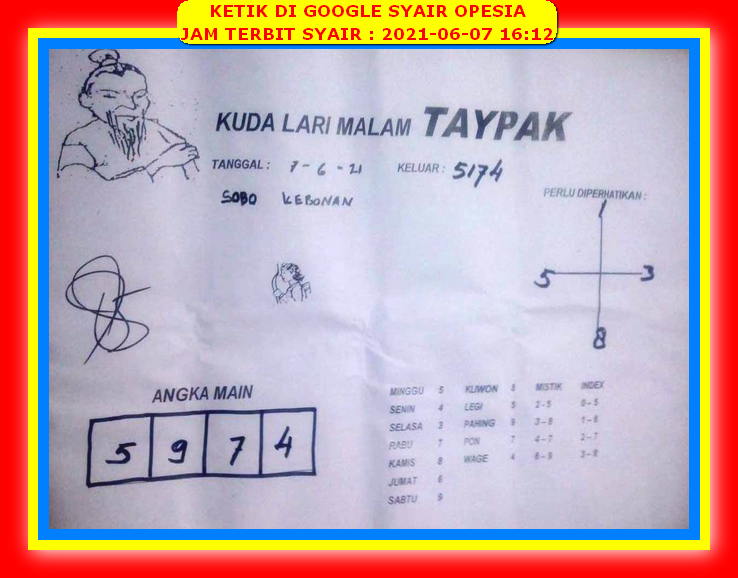 KETIK DI GOOGLE SYAIR OPESIA
JAM TERBIT SYAIR : 2021-06-07 16:12
KUDA LARI MALAM TAYPAK
TANGGAL : 7-6-21 KELUAR : 5174
SOBO KEBONAN
PERLU DIPERHATIKAN :
1
5 3
8
ANGKA MAIN
5 9 7 4
MINGGU 5 KLIWON 8 MISTIK INDEX
SENIN 4 LEGI 5 2-5 0-5
SELASA 3 PAHING 9 3-8 1-6
RABU 7 PON 7 4-7 2-7
KAMIS 8 WAGE 4 6-9 3-8
JUMAT 6
SABTU 9